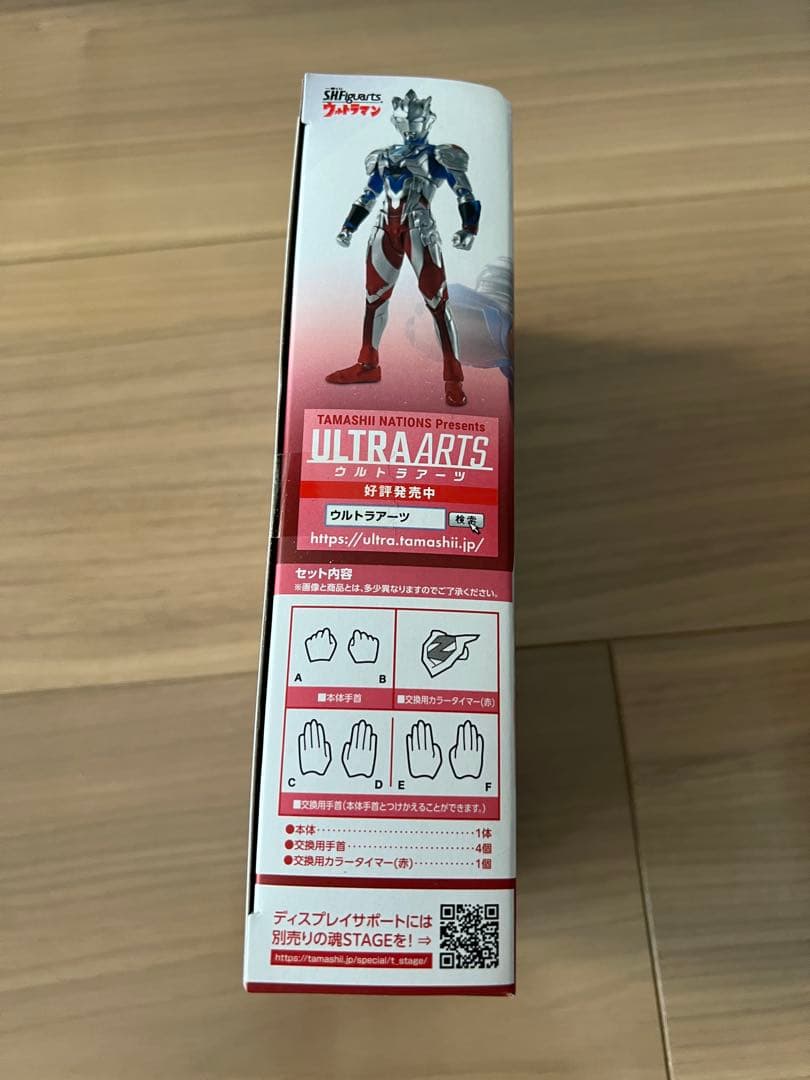 S.H.Figuarts
ウルトラマン
TAMASHII NATIONS Presents
ULTRA ARTS
ウルトラアーツ
好評発売中
ウルトラアーツ 検索
https://ultra.tamashii.jp/
セット内容
※画像と商品とは、多少異なりますのでご了承ください。
A B
■本体手首
■交換用カラータイマー(赤)
C D E F
■交換用手首(本体手首とつけかえることができます。)
●本体・・・・・・・・・・・・・・・・・・・・・・・・・・・・1体
●交換用手首・・・・・・・・・・・・・・・・・・・・・・・4個
●交換用カラータイマー(赤)・・・・・・・・・・・1個
ディスプレイサポートには
別売りの魂STAGEを!⇒
https://tamashii.jp/special/t_stage/